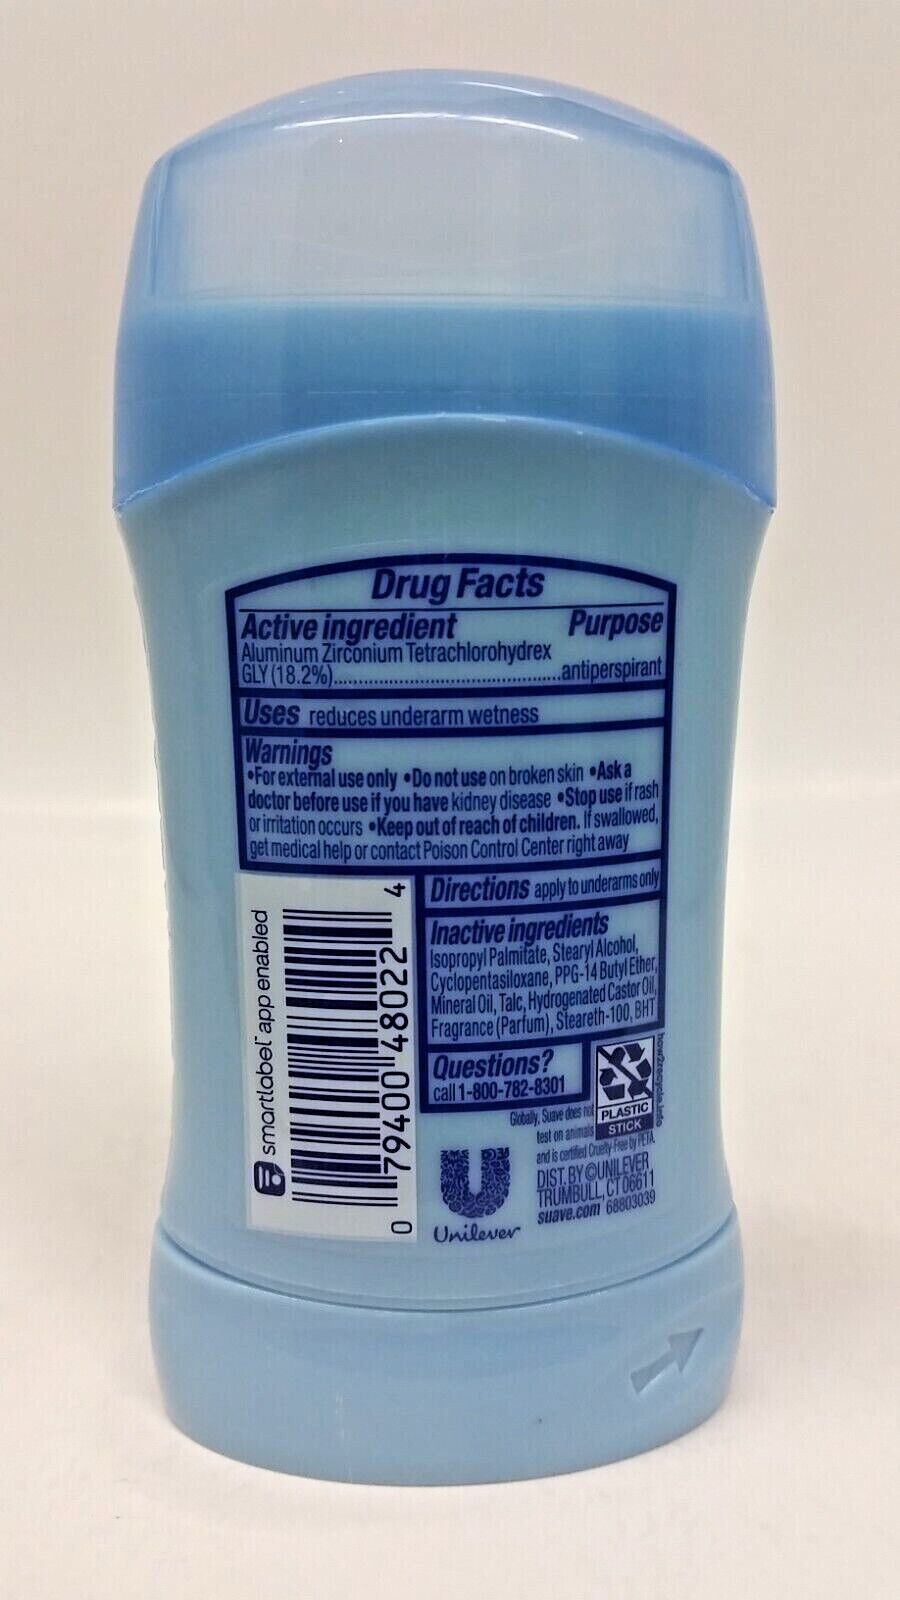 Drug Facts
Active ingredient Purpose
Aluminum Zirconium Tetrachlorohydrex
GLY (18.2%)............................................antiperspirant
Uses reduces underarm wetness
Warnings
•For external use only •Do not use on broken skin •Ask a
doctor before use if you have kidney disease •Stop use if rash
or irritation occurs •Keep out of reach of children. If swallowed,
get medical help or contact Poison Control Center right away
Directions apply to underarms only
Inactive ingredients
Isopropyl Palmitate, Stearyl Alcohol,
Cyclopentasiloxane, PPG-14 Butyl Ether,
Mineral Oil, Talc, Hydrogenated Castor Oil,
Fragrance (Parfum), Steareth-100, BHT
Questions?
call 1-800-782-8301
smartlabel™ app enabled
0 79400 48022 4
how2recycle.info
PLASTIC
STICK
Globally, Suave does not
test on animals
and is certified Cruelty-Free by PETA.
DIST. BY ©UNILEVER
TRUMBULL, CT 06611
suave.com 68803039
Unilever